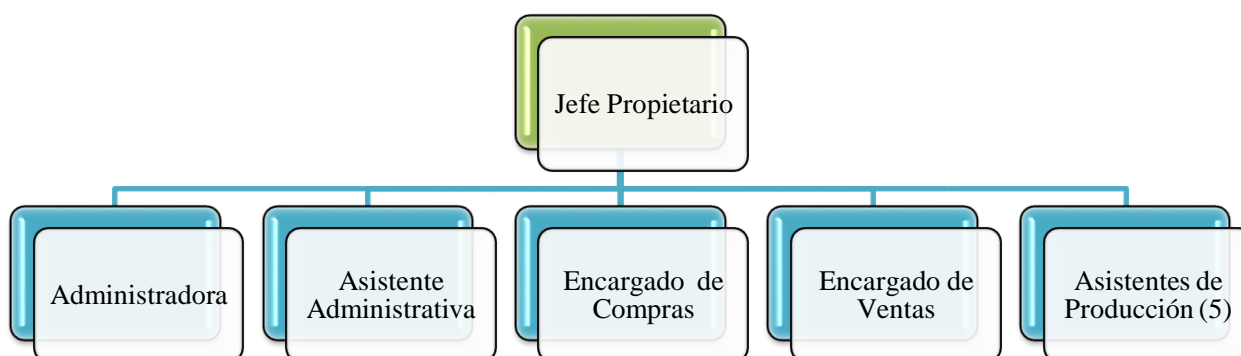 Jefe Propietario
Administradora
Asistente
Administrativa
Encargado de
Compras
Encargado de
Ventas
Asistentes de
Producción (5)